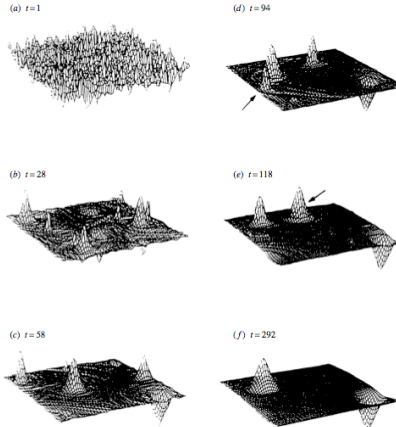 (a) t=1
(b) t=28
(c) t=58
(d) t=94
(e) t=118
(f) t=292